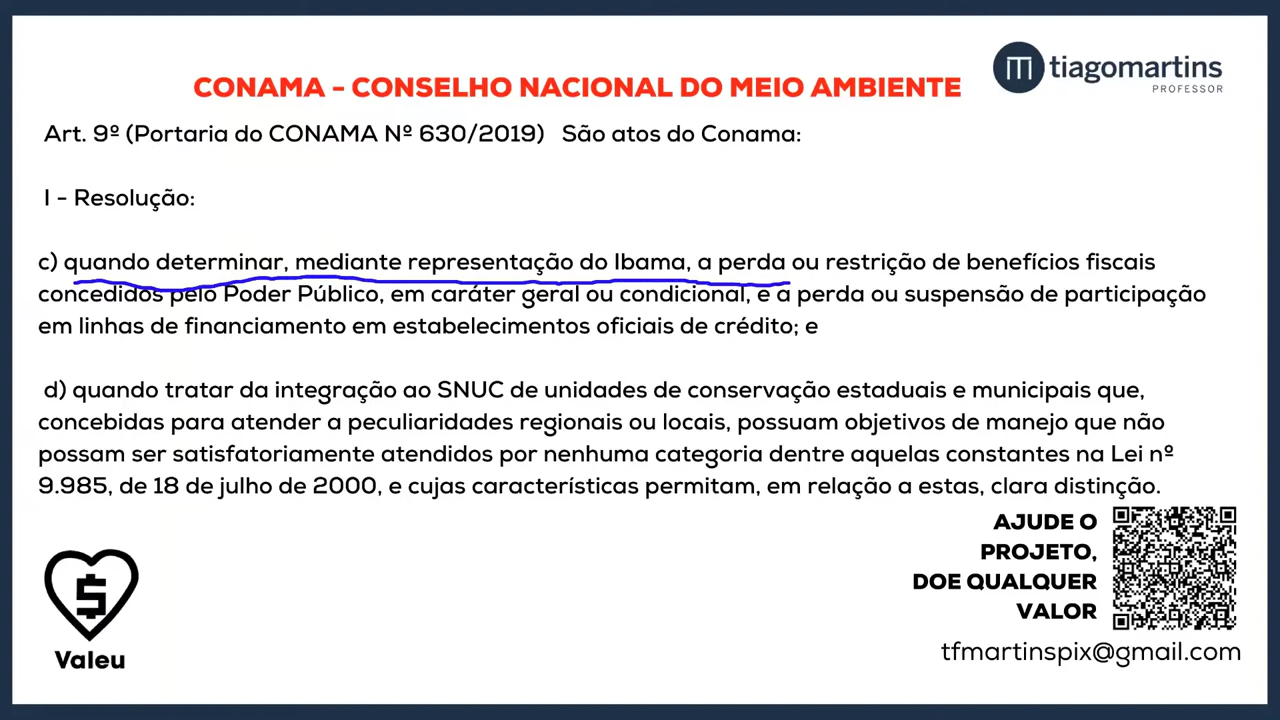 tiagomartins
PROFESSOR
CONAMA - CONSELHO NACIONAL DO MEIO AMBIENTE
Art. 9º (Portaria do CONAMA Nº 630/2019)   São atos do Conama:
I - Resolução:
c) quando determinar, mediante representação do Ibama, a perda ou restrição de benefícios fiscais
concedidos pelo Poder Público, em caráter geral ou condicional, e a perda ou suspensão de participação
em linhas de financiamento em estabelecimentos oficiais de crédito; e
d) quando tratar da integração ao SNUC de unidades de conservação estaduais e municipais que,
concebidas para atender a peculiaridades regionais ou locais, possuam objetivos de manejo que não
possam ser satisfatoriamente atendidos por nenhuma categoria dentre aquelas constantes na Lei nº
9.985, de 18 de julho de 2000, e cujas características permitam, em relação a estas, clara distinção.
AJUDE O
PROJETO,
DOE QUALQUER
VALOR
tfmartinspix@gmail.com
$
Valeu